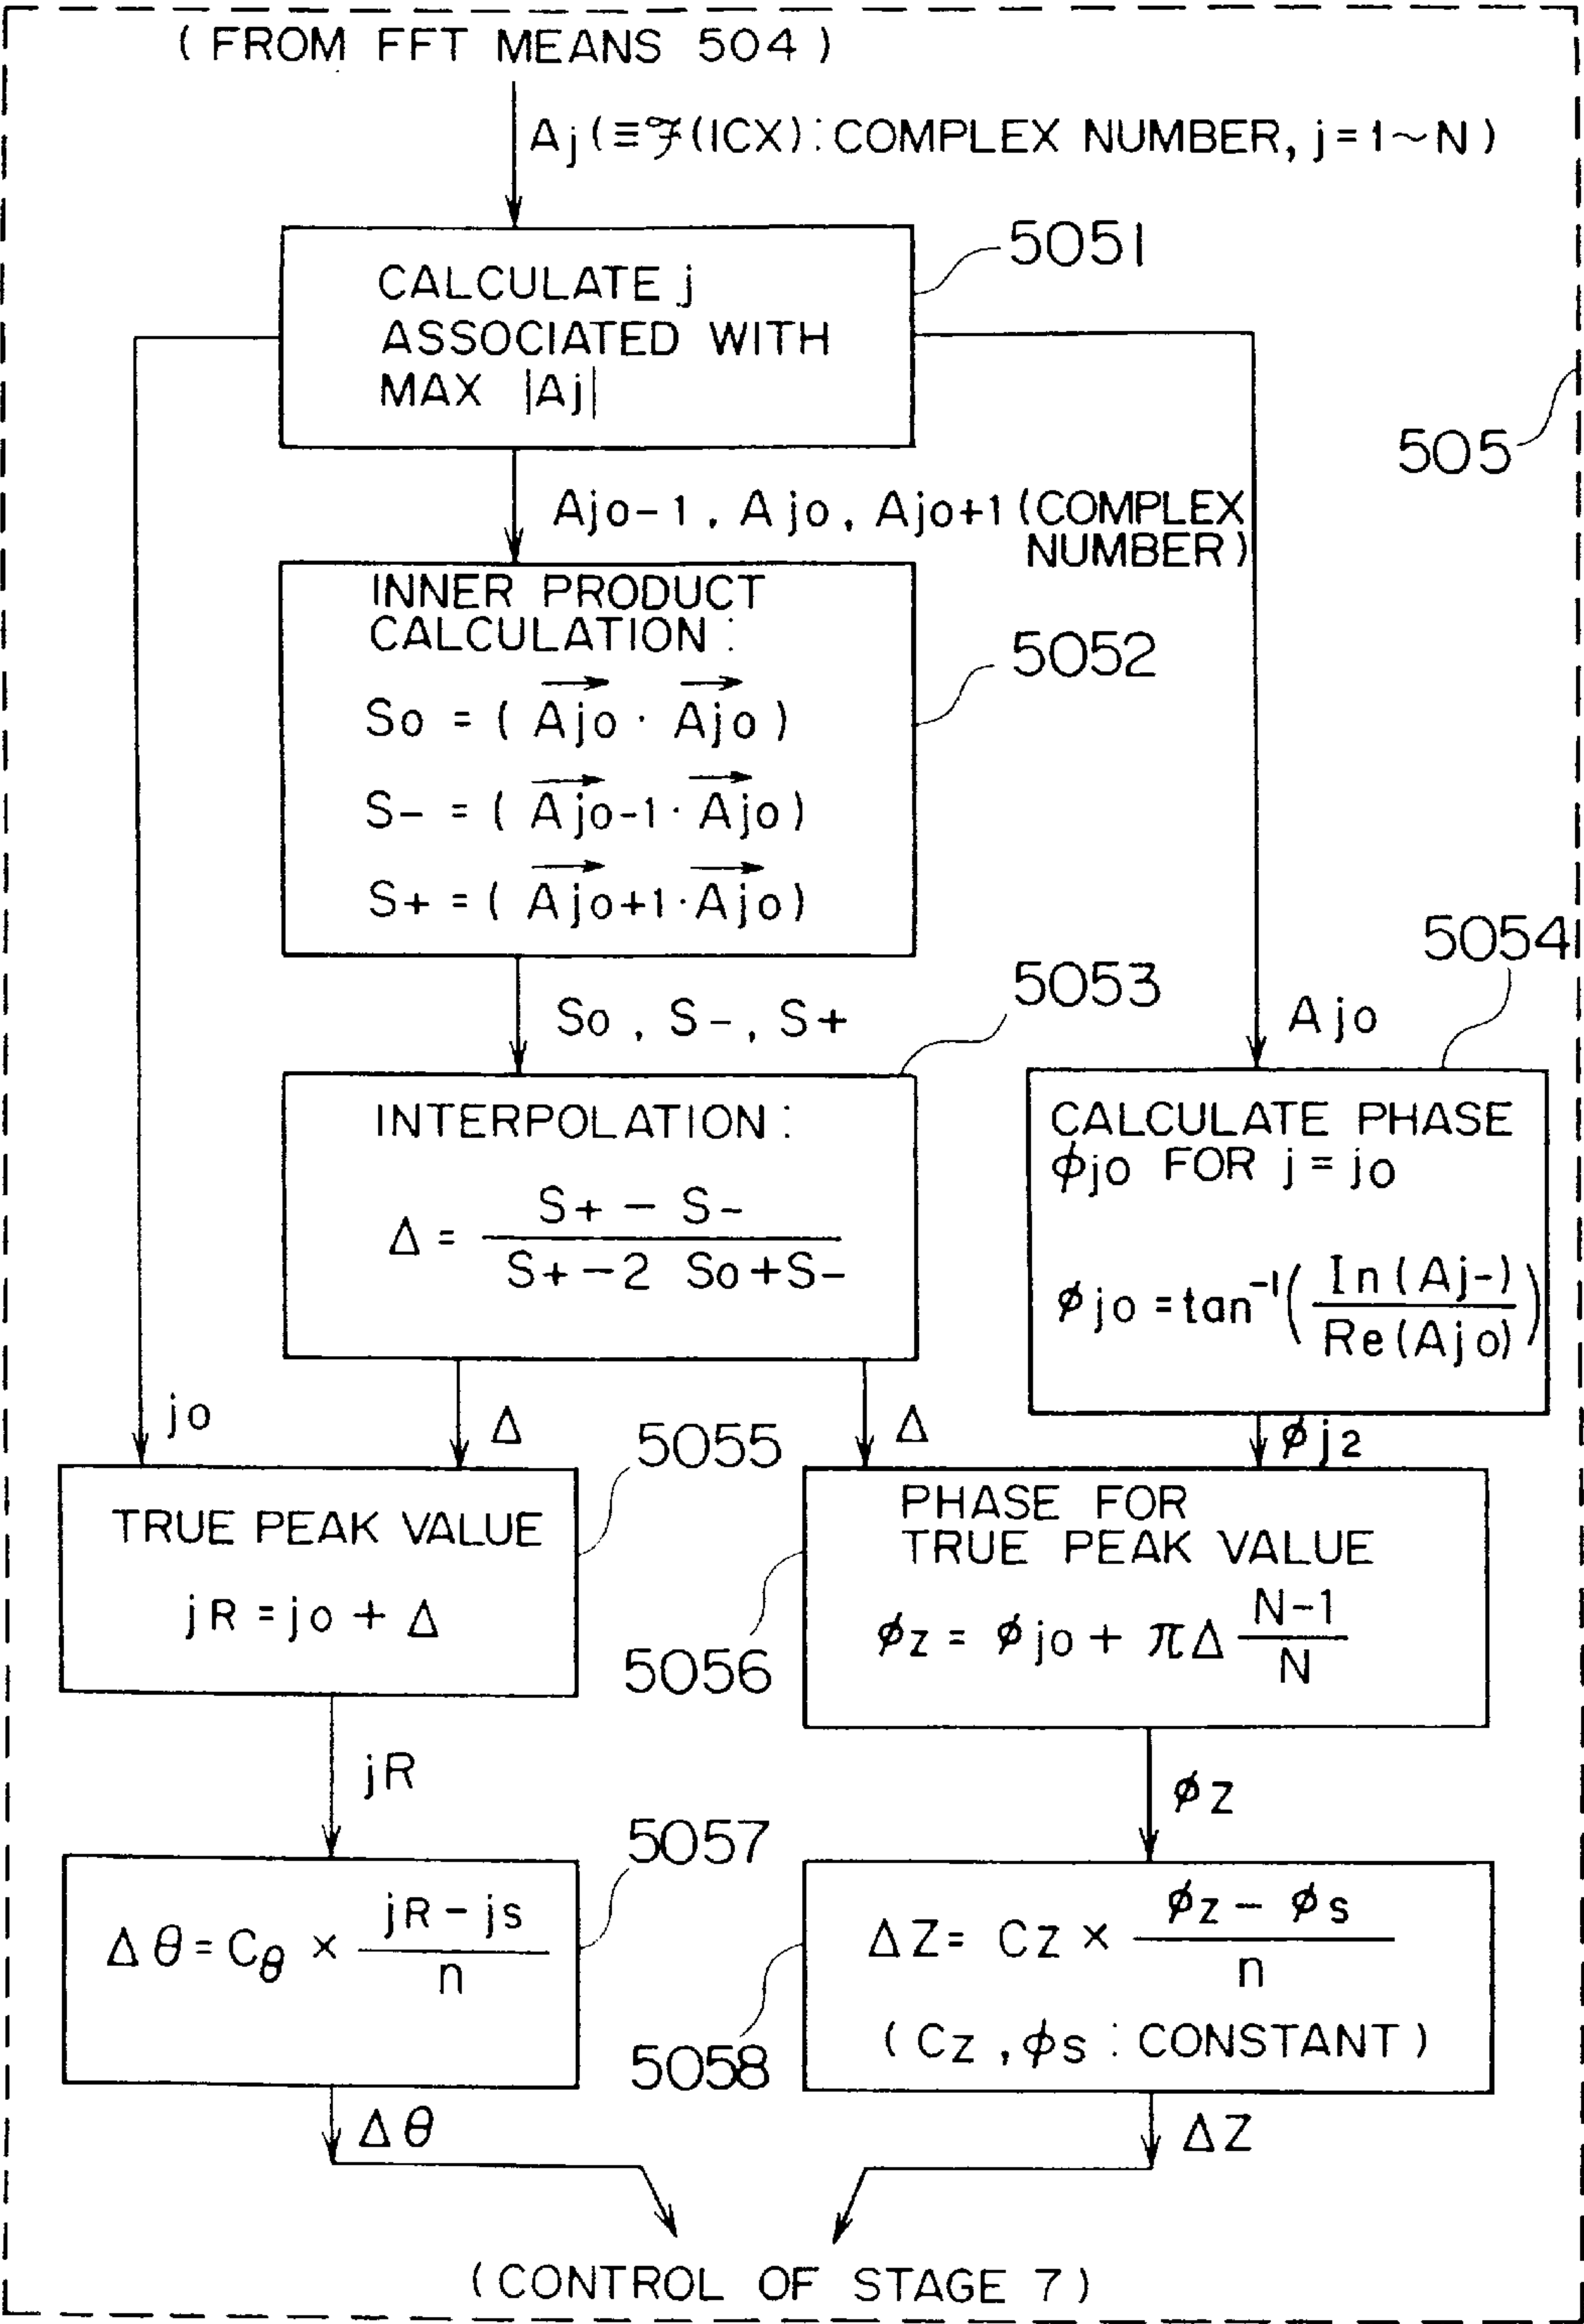 ( FROM FFT MEANS 504 )
Aj (≡ℱ(ICX) : COMPLEX NUMBER, j = 1 ~ N )
5051
CALCULATE j
ASSOCIATED WITH
MAX |Aj|
505
Ajo-1 , Ajo , Ajo+1 (COMPLEX
NUMBER)
INNER PRODUCT
CALCULATION :
5052
So = ( Ajo · Ajo )
S- = ( Ajo-1 · Ajo )
S+ = ( Ajo+1 · Ajo )
5054
5053
So , S- , S+
Ajo
INTERPOLATION :
Δ = (S+ - S-) / (S+ -2 So +S-)
CALCULATE PHASE
ϕjo FOR j = jo
ϕjo = tan⁻¹( In (Aj-) / Re(Ajo) )
jo
Δ
5055
Δ
ϕj2
TRUE PEAK VALUE
jR = jo + Δ
PHASE FOR
TRUE PEAK VALUE
ϕz = ϕjo + πΔ (N-1) / N
5056
jR
ϕz
5057
Δθ = Cθ × (jR - js) / n
ΔZ = Cz × (ϕz - ϕs) / n
( Cz , ϕs : CONSTANT )
5058
Δθ
ΔZ
( CONTROL OF STAGE 7 )